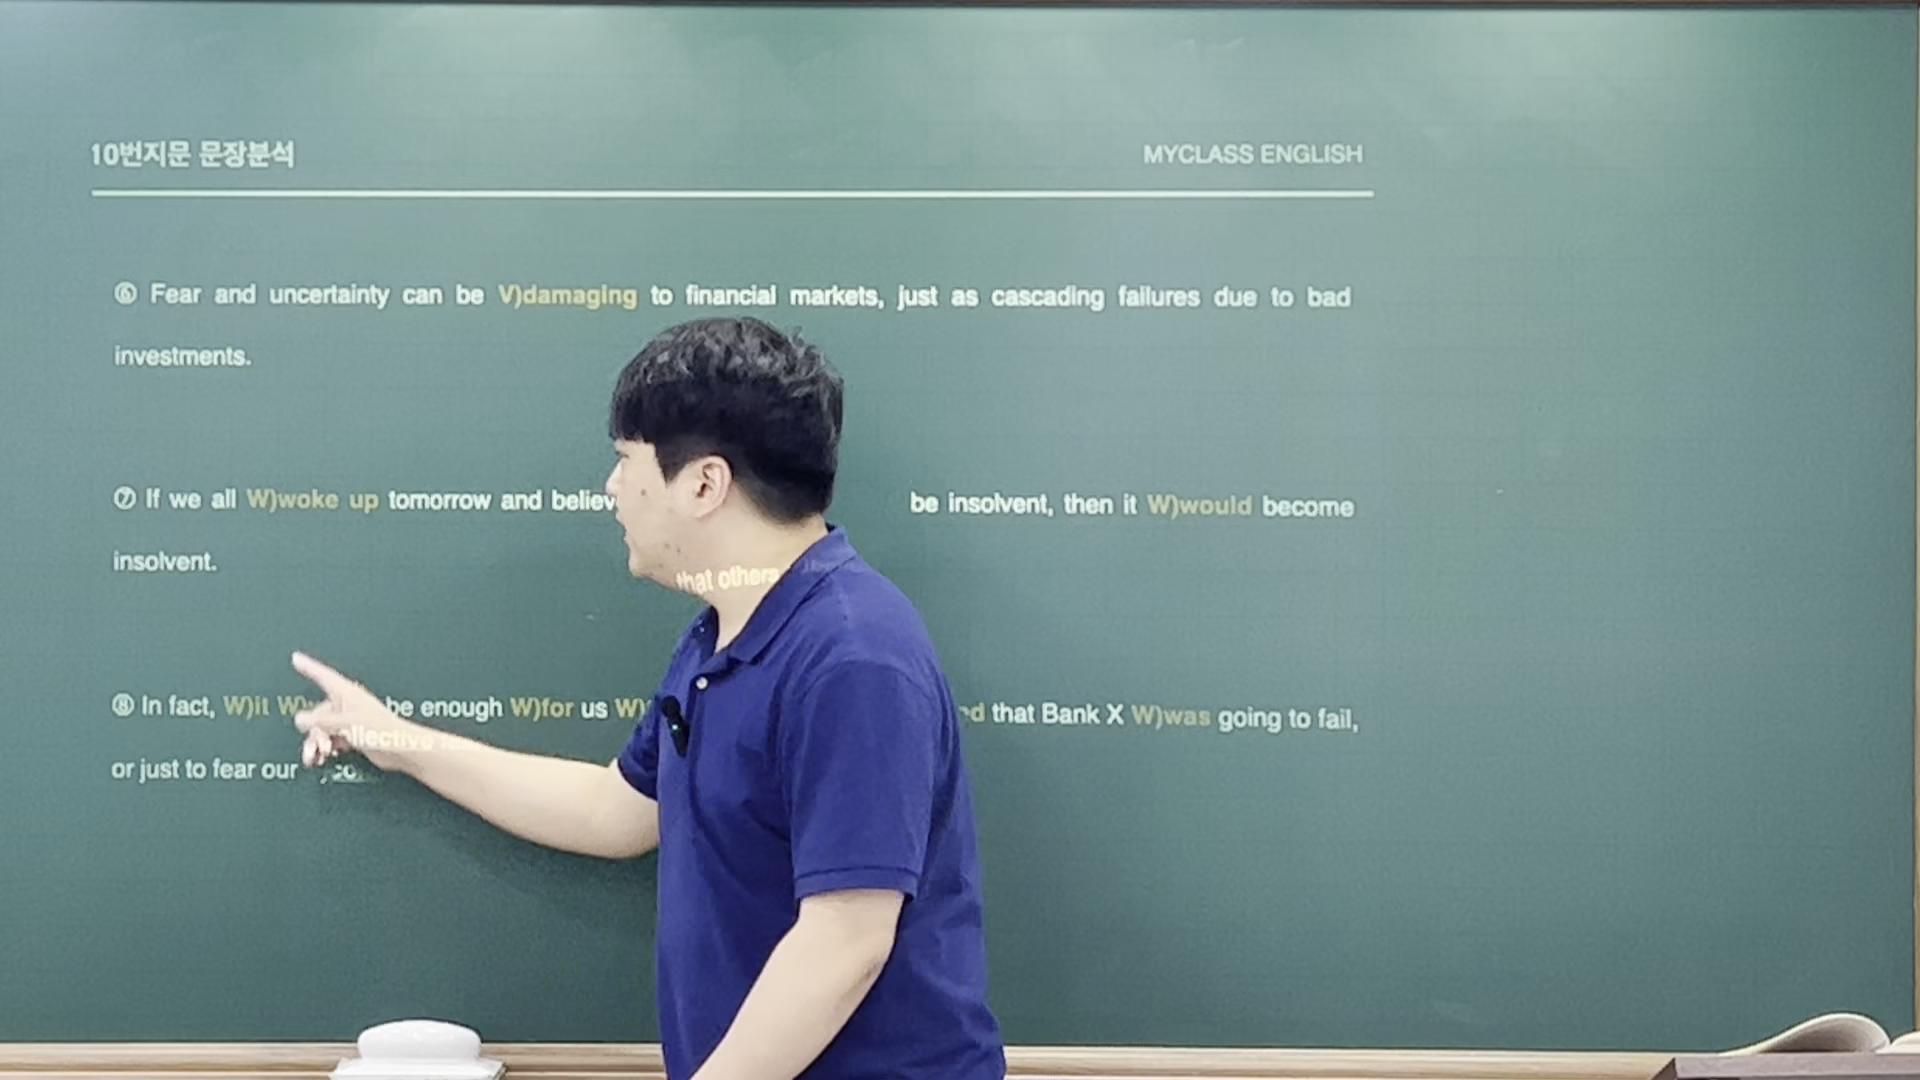 10번지문 문장분석 MYCLASS ENGLISH
⑥ Fear and uncertainty can be V)damaging to financial markets, just as cascading failures due to bad
investments.
⑦ If we all W)woke up tomorrow and believ be insolvent, then it W)would become
insolvent.
that others
⑧ In fact, W)it be enough W)for us that Bank X W)was going to fail,
or just to fear our collective